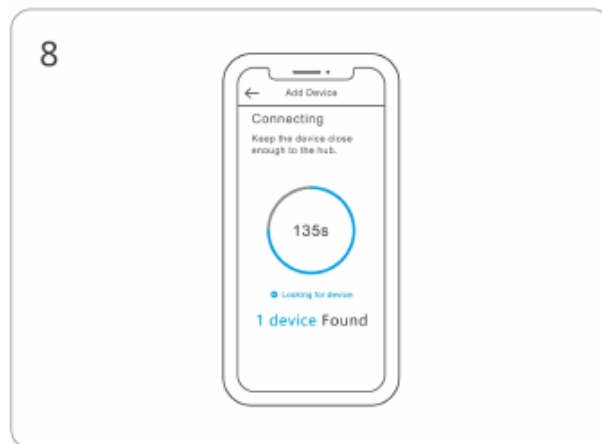 8
Add Device
Connecting
Keep the device close
enough to the hub.
135s
Looking for device
1 device Found